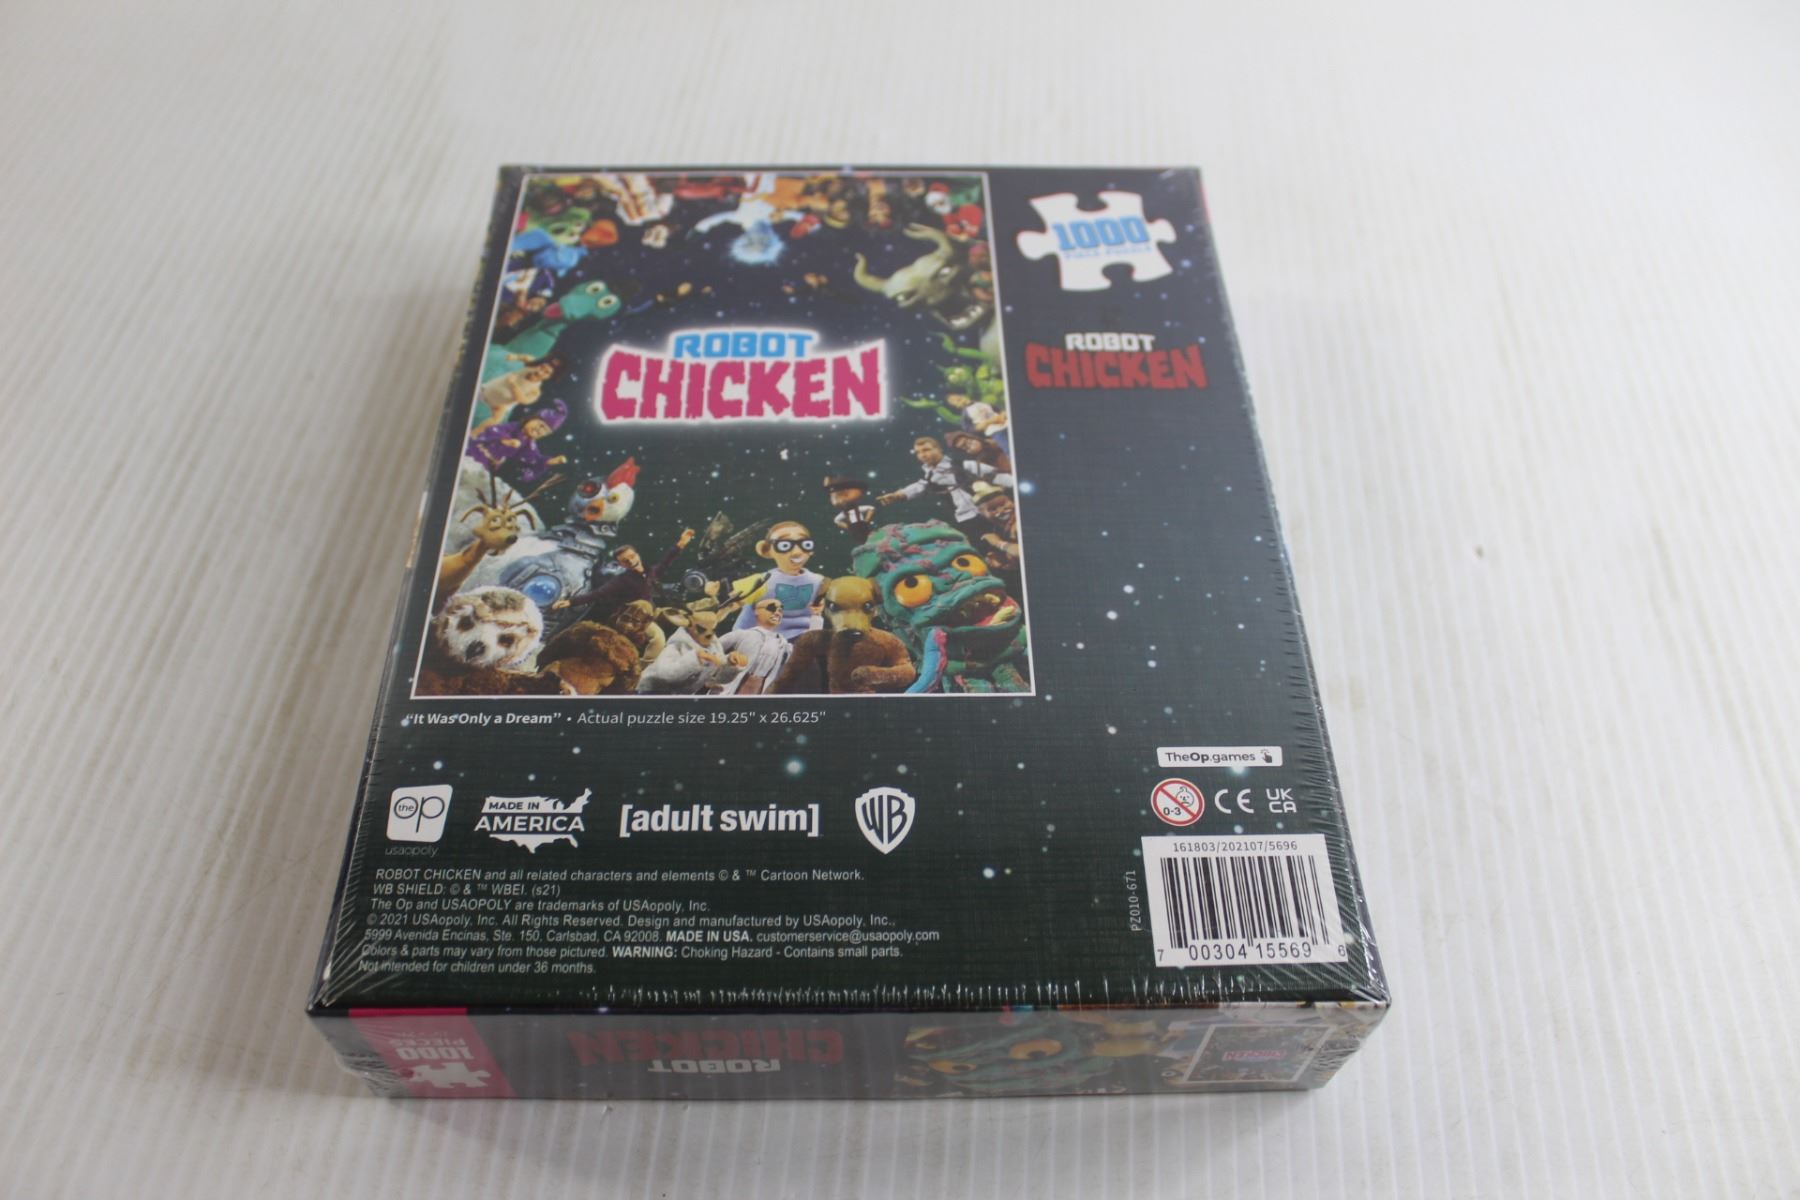 1000
PIECE PUZZLE
ROBOT
CHICKEN
ROBOT
CHICKEN
"It Was Only a Dream" • Actual puzzle size 19.25" x 26.625"
TheOp.games
the op
usaopoly
MADE IN
AMERICA
[adult swim]
WB
0-3
CE
UK
CA
161803/202107/5696
PZ010-671
7 00304 15569 6
ROBOT CHICKEN and all related characters and elements © & ™ Cartoon Network.
WB SHIELD: © & ™ WBEI. (s21)
The Op and USAOPOLY are trademarks of USAopoly, Inc.
© 2021 USAopoly, Inc. All Rights Reserved. Design and manufactured by USAopoly, Inc.,
5999 Avenida Encinas, Ste. 150, Carlsbad, CA 92008. MADE IN USA. customerservice@usaopoly.com
Colors & parts may vary from those pictured. WARNING: Choking Hazard - Contains small parts.
Not intended for children under 36 months.
1000
PIECES
ROBOT
CHICKEN
CHICKEN